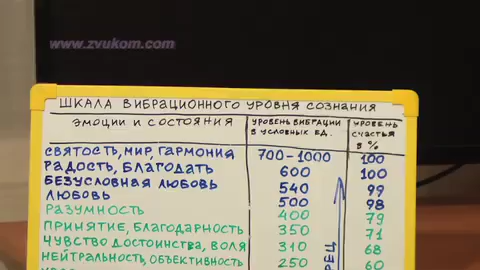 www.zvukom.com
ШКАЛА ВИБРАЦИОННОГО УРОВНЯ СОЗНАНИЯ
ЭМОЦИИ И СОСТОЯНИЯ УРОВЕНЬ ВИБРАЦИИ В УСЛОВНЫХ ЕД. УРОВЕНЬ СЧАСТЬЯ В %
СВЯТОСТЬ, МИР, ГАРМОНИЯ 700-1000 100
РАДОСТЬ, БЛАГОДАТЬ 600 100
БЕЗУСЛОВНАЯ ЛЮБОВЬ 540 99
ЛЮБОВЬ 500 98
РАЗУМНОСТЬ 400 79
ПРИНЯТИЕ, БЛАГОДАРНОСТЬ 350 71
ЧУВСТВО ДОСТОИНСТВА, ВОЛЯ 310 68
НЕЙТРАЛЬНОСТЬ, ОБЪЕКТИВНОСТЬ 250 60